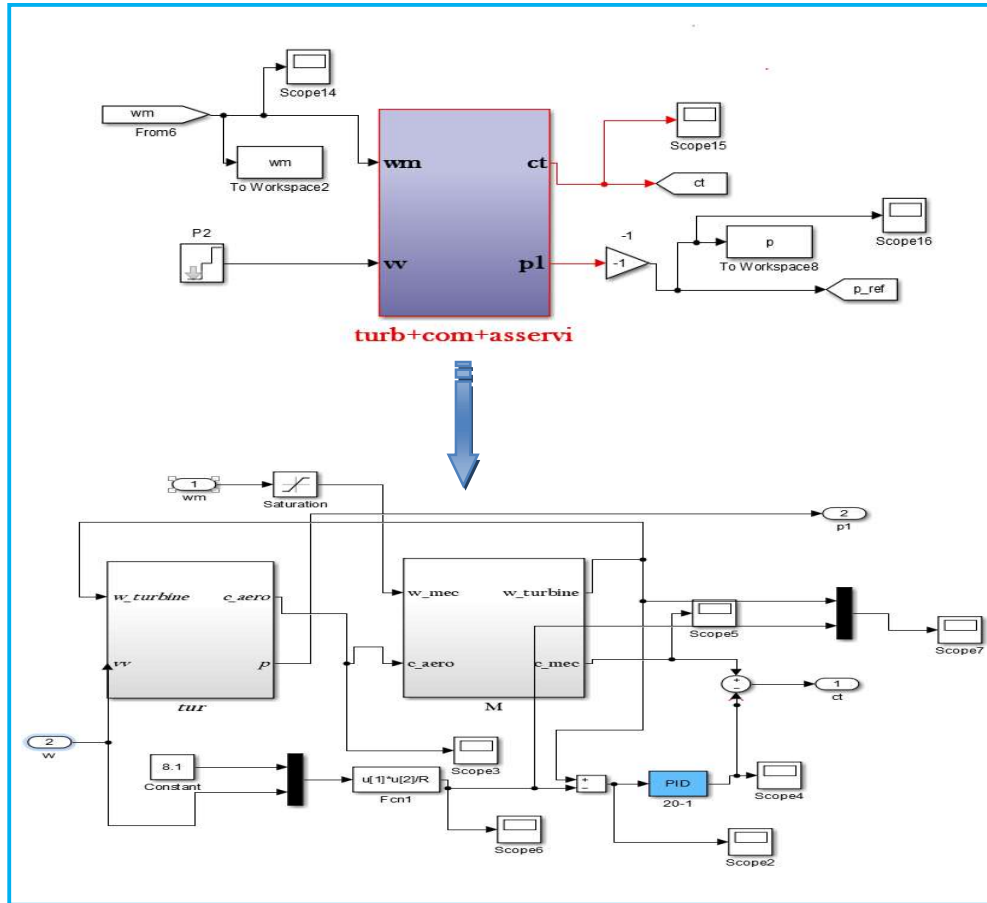 Scope14
wm
From6
wm
To Workspace2
P2
wm
vv
ct
p1
turb+com+asservi
Scope15
ct
-1
-1
p
To Workspace8
Scope16
p_ref
1
wm
Saturation
2
p1
w_turbine
c_aero
vv
p
tur
w_mec
w_turbine
c_aero
c_mec
M
Scope5
Scope7
+
−
1
ct
2
w
8.1
Constant
Scope3
u[1]*u[2]/R
Fcn1
Scope6
+
−
PID
20-1
Scope4
Scope2